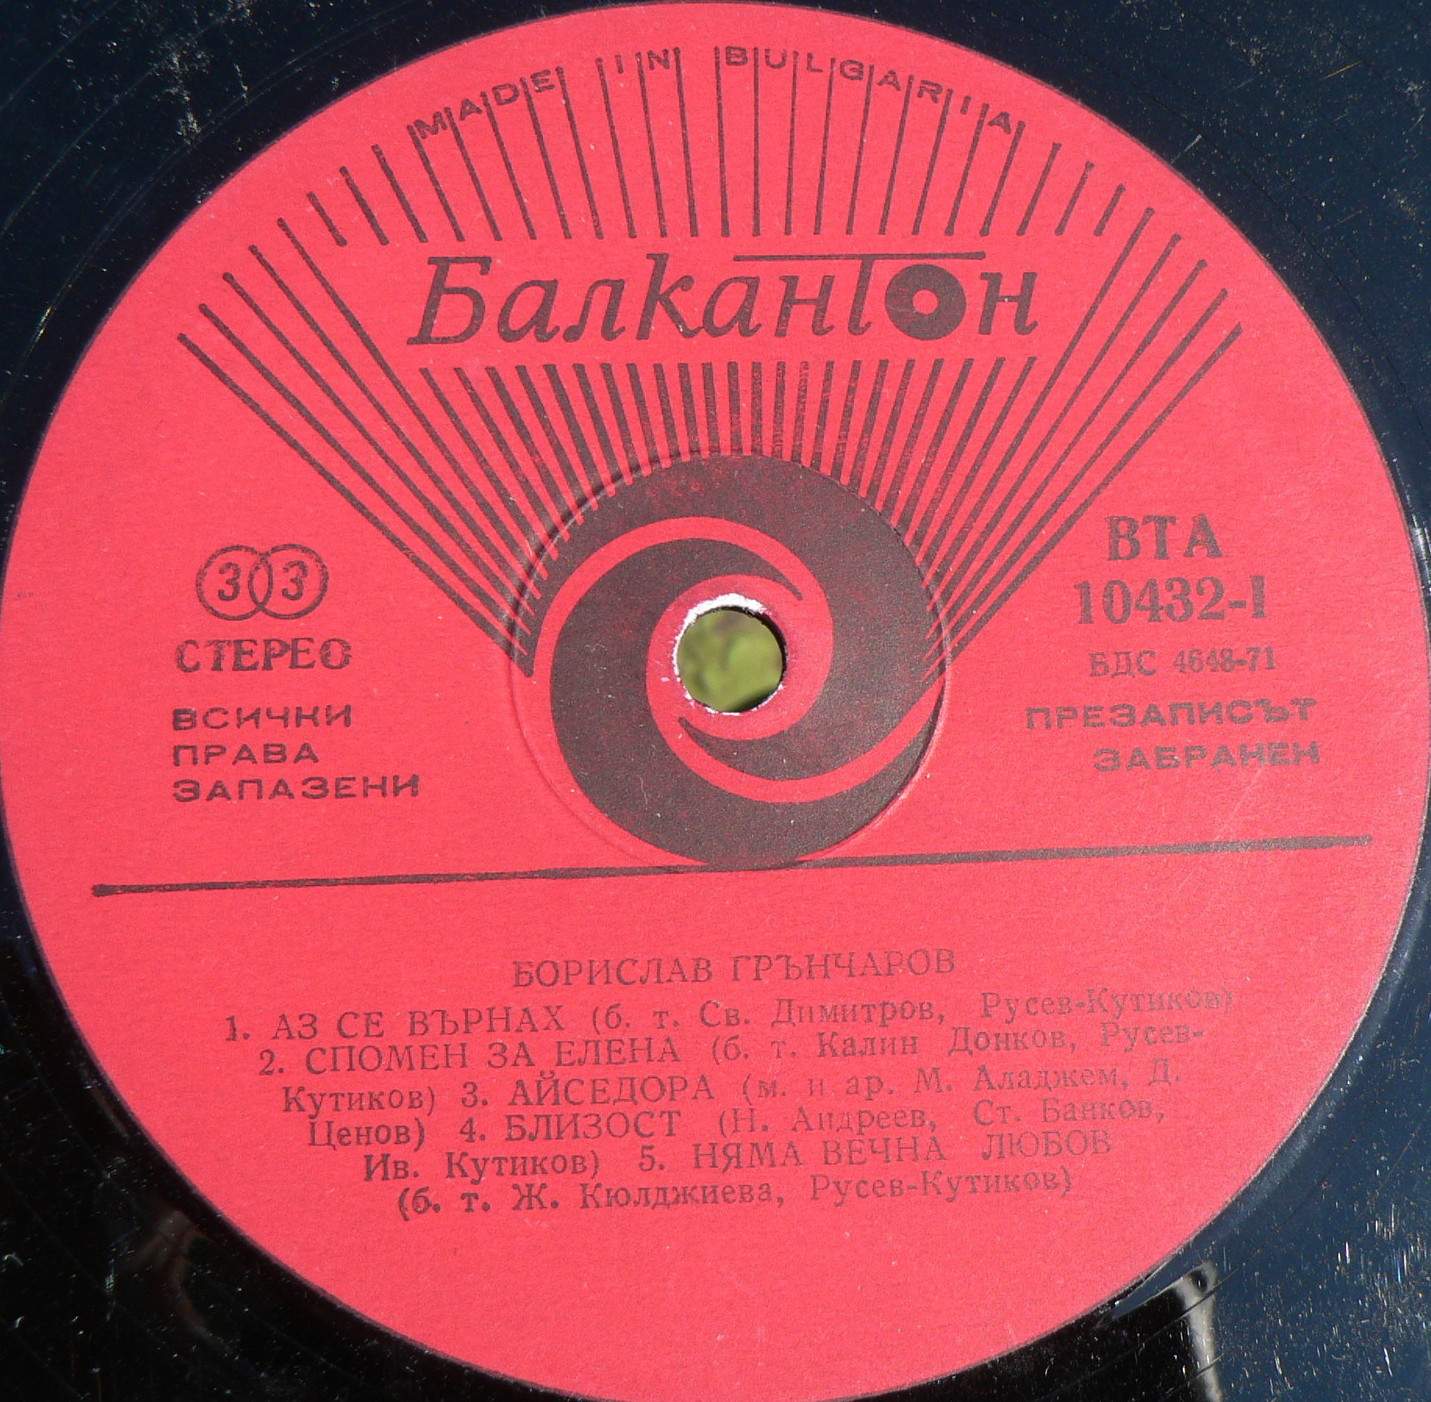 MADE IN BULGARIA
Балкантон
33
СТЕРЕО
ВСИЧКИ
ПРАВА
ЗАПАЗЕНИ
ВТА
10432-I
БДС 4648-71
ПРЕЗАПИСЪТ
ЗАБРАНЕН
БОРИСЛАВ ГРЪНЧАРОВ
1. АЗ СЕ ВЪРНАХ (б. т. Св. Димитров, Русев-Кутиков)
2. СПОМЕН ЗА ЕЛЕНА (б. т. Калин Донков, Русев-
Кутиков) 3. АЙСЕДОРА (м. и ар. М. Аладжем, Д.
Ценов) 4. БЛИЗОСТ (Н. Андреев, Ст. Банков,
Ив. Кутиков) 5. НЯМА ВЕЧНА ЛЮБОВ
(б. т. Ж. Кюлджиева, Русев-Кутиков)